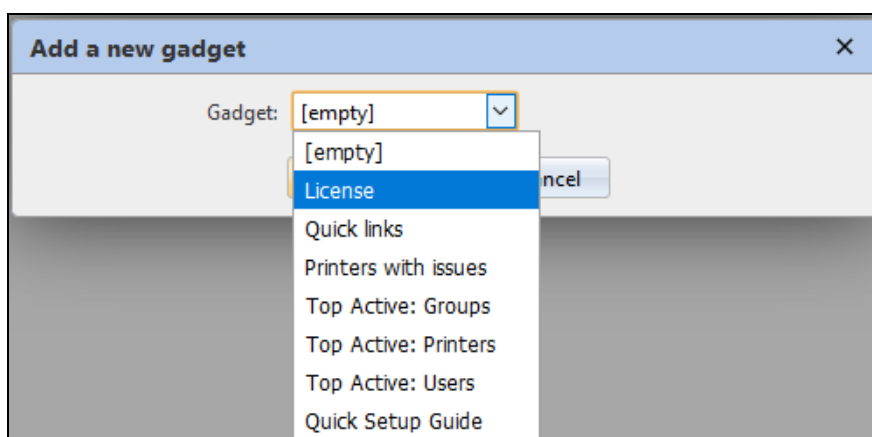 Add a new gadget
Gadget: [empty]
[empty]
License
Quick links
Printers with issues
Top Active: Groups
Top Active: Printers
Top Active: Users
Quick Setup Guide